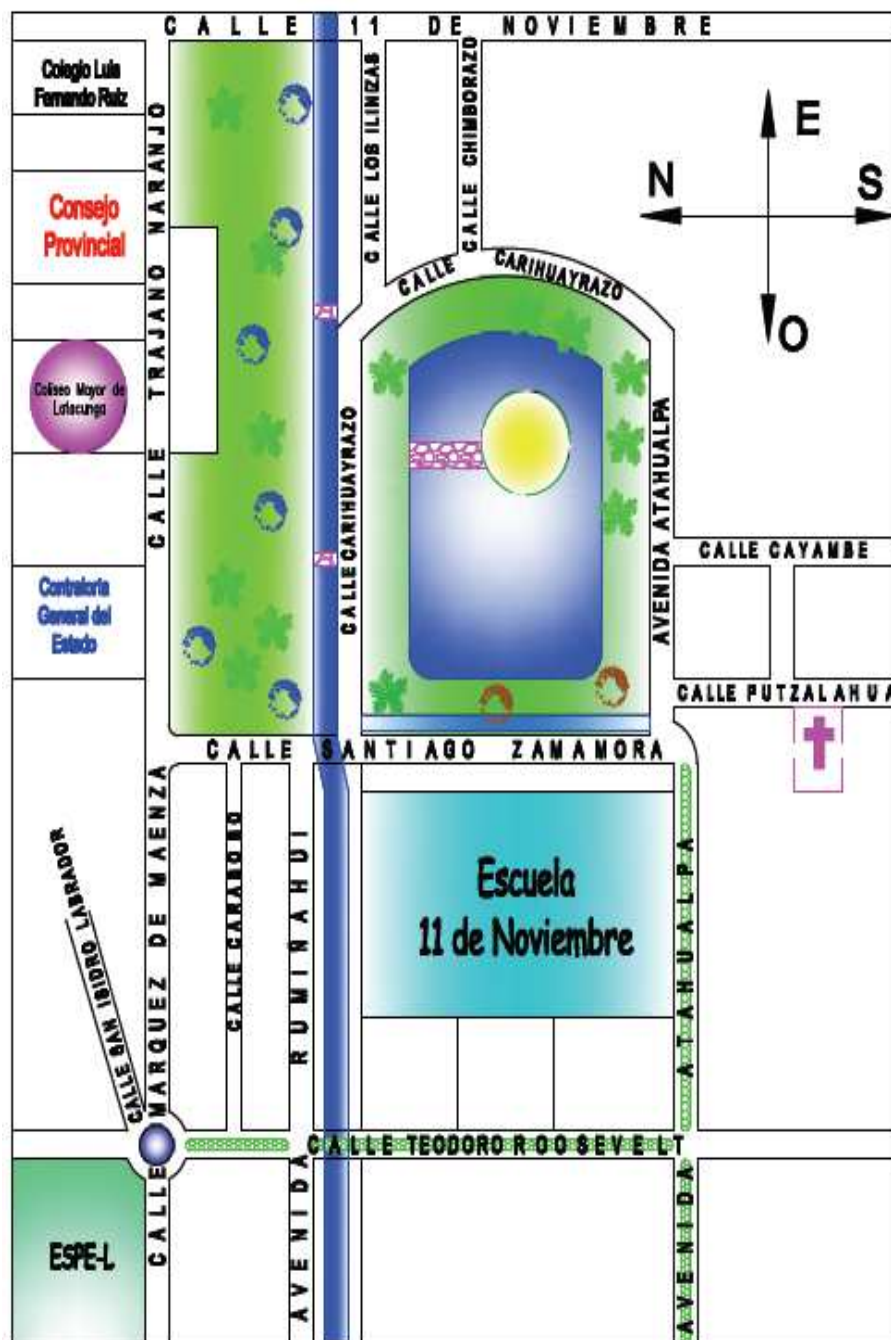 CALLE 11 DE NOVIEMBRE
Colegio Luis
Fernando Ruiz
CALLE TRAJANO NARANJO
CALLE LOS ILINIZAS
CALLE CHIMBORAZO
E
N
S
O
Consejo
Provincial
CALLE CARIHUAYRAZO
Coliseo Mayor de
Latacunga
CALLE CARIHUAYRAZO
AVENIDA ATAHUALPA
CALLE CAYAMBE
Contraloría
General del
Estado
CALLE PUTZALAHUA
CALLE SANTIAGO ZAMAMORA
CALLE SAN ISIDRO LABRADOR
CALLE MARQUEZ DE MAENZA
CALLE CARABOBO
AVENIDA RUMIÑAHUI
Escuela
11 de Noviembre
AVENIDA ATAHUALPA
CALLE TEODORO ROOSEVELT
ESPE-L